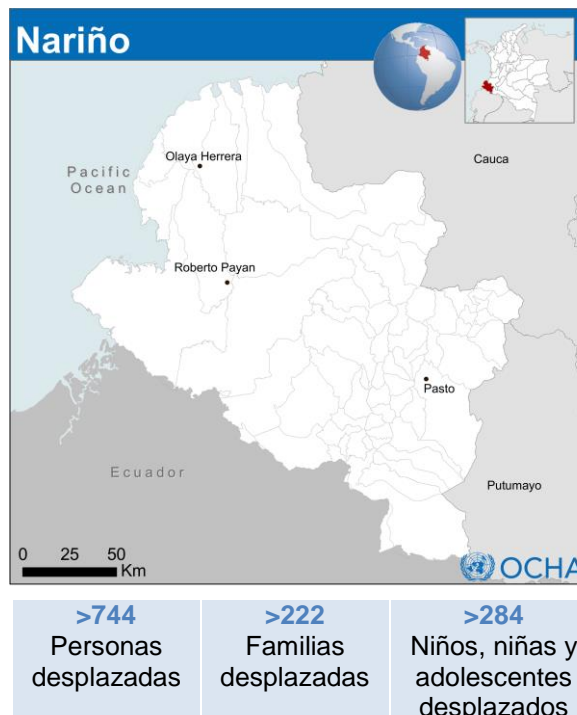 Nariño
Olaya Herrera
Cauca
Pacific
Ocean
Roberto Payan
Pasto
Ecuador
Putumayo
0 25 50
Km
OCHA
>744
Personas
desplazadas
>222
Familias
desplazadas
>284
Niños, niñas y
adolescentes
desplazados